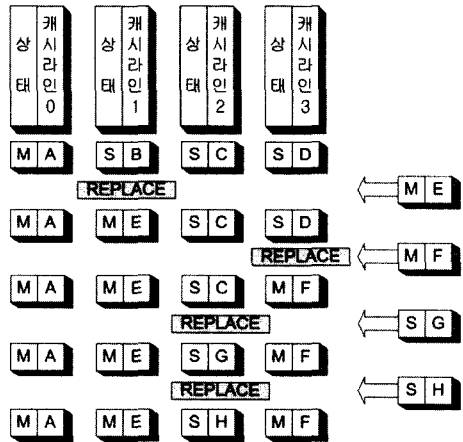 상태 캐시라인0 상태 캐시라인1 상태 캐시라인2 상태 캐시라인3
M A S B S C S D
REPLACE M E
M A M E S C S D
REPLACE M F
M A M E S C M F
REPLACE S G
M A M E S G M F
REPLACE S H
M A M E S H M F